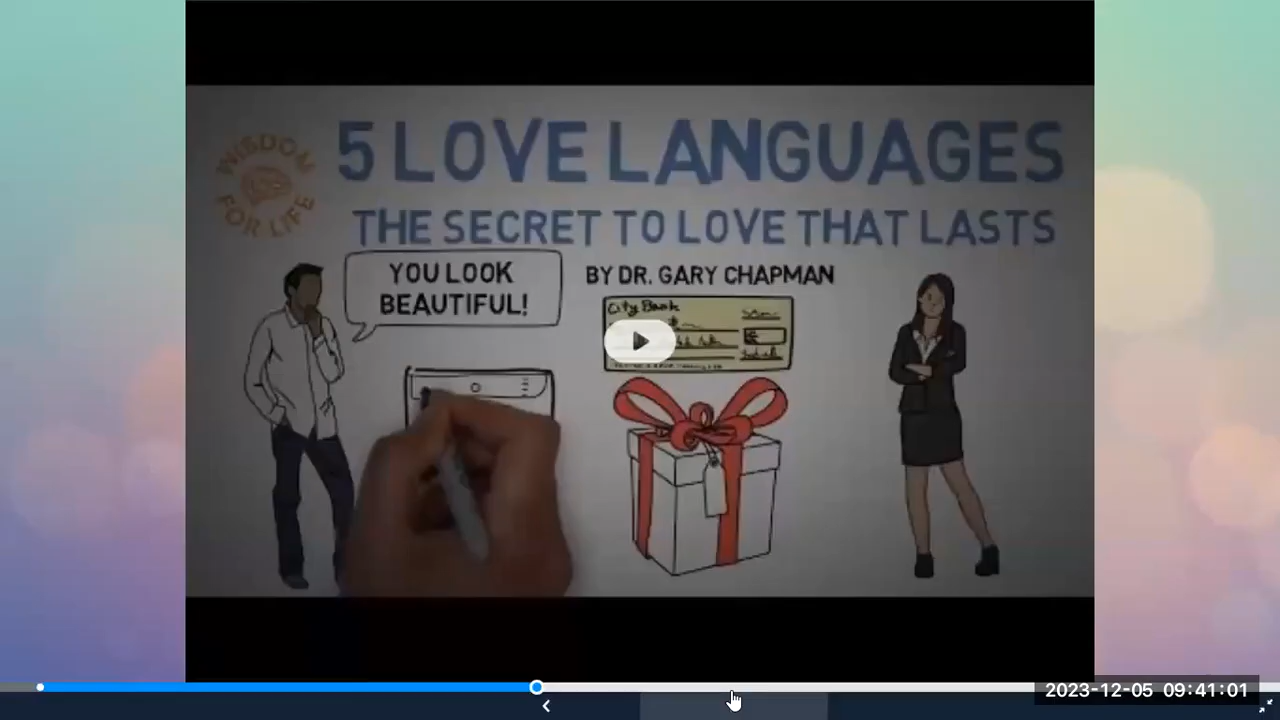 WISDOM
FOR LIFE
5 LOVE LANGUAGES
THE SECRET TO LOVE THAT LASTS
YOU LOOK
BEAUTIFUL!
BY DR. GARY CHAPMAN
City Bank
2023-12-05 09:41:01